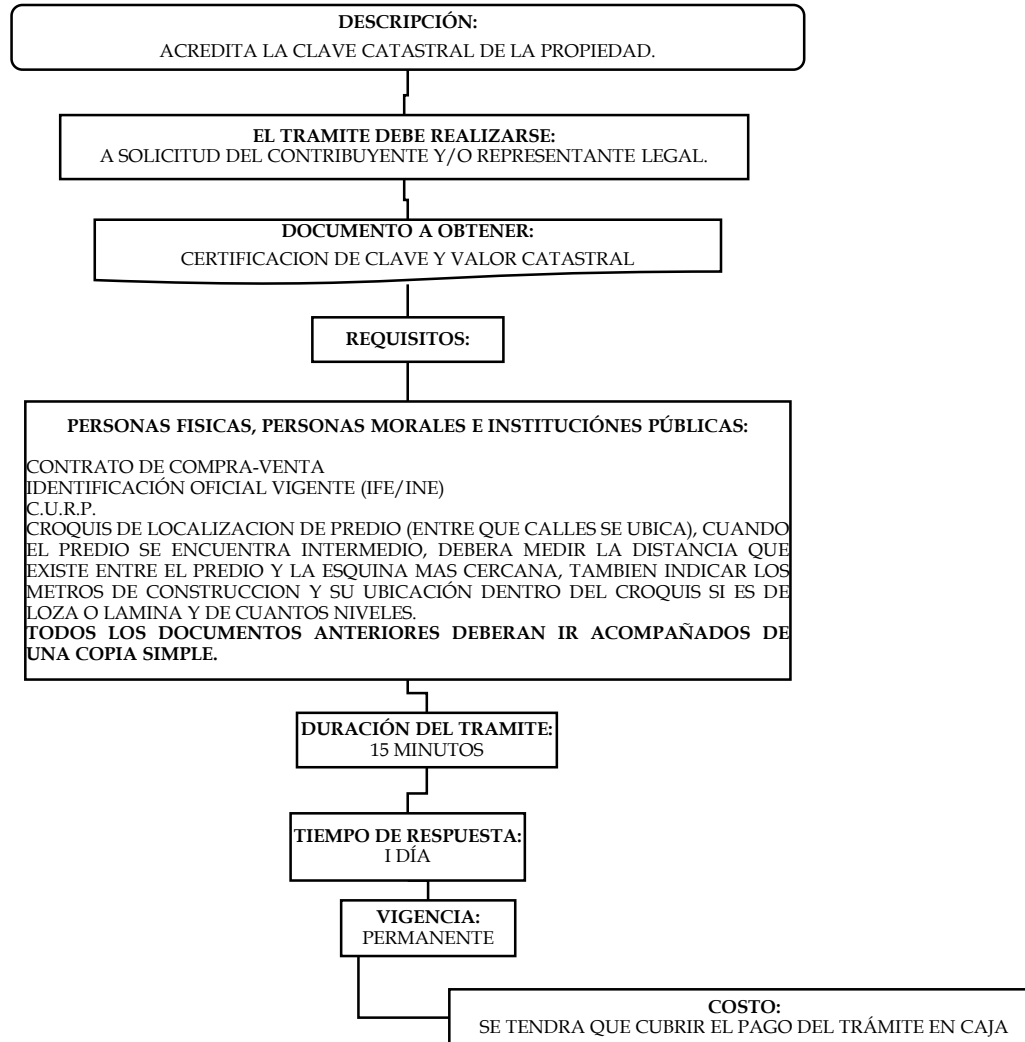 DESCRIPCIÓN:
ACREDITA LA CLAVE CATASTRAL DE LA PROPIEDAD.
EL TRAMITE DEBE REALIZARSE:
A SOLICITUD DEL CONTRIBUYENTE Y/O REPRESENTANTE LEGAL.
DOCUMENTO A OBTENER:
CERTIFICACION DE CLAVE Y VALOR CATASTRAL
REQUISITOS:
PERSONAS FISICAS, PERSONAS MORALES E INSTITUCIÓNES PÚBLICAS:
CONTRATO DE COMPRA-VENTA
IDENTIFICACIÓN OFICIAL VIGENTE (IFE/INE)
C.U.R.P.
CROQUIS DE LOCALIZACION DE PREDIO (ENTRE QUE CALLES SE UBICA), CUANDO
EL PREDIO SE ENCUENTRA INTERMEDIO, DEBERA MEDIR LA DISTANCIA QUE
EXISTE ENTRE EL PREDIO Y LA ESQUINA MAS CERCANA, TAMBIEN INDICAR LOS
METROS DE CONSTRUCCION Y SU UBICACIÓN DENTRO DEL CROQUIS SI ES DE
LOZA O LAMINA Y DE CUANTOS NIVELES.
TODOS LOS DOCUMENTOS ANTERIORES DEBERAN IR ACOMPAÑADOS DE
UNA COPIA SIMPLE.
DURACIÓN DEL TRAMITE:
15 MINUTOS
TIEMPO DE RESPUESTA:
I DÍA
VIGENCIA:
PERMANENTE
COSTO:
SE TENDRA QUE CUBRIR EL PAGO DEL TRÁMITE EN CAJA